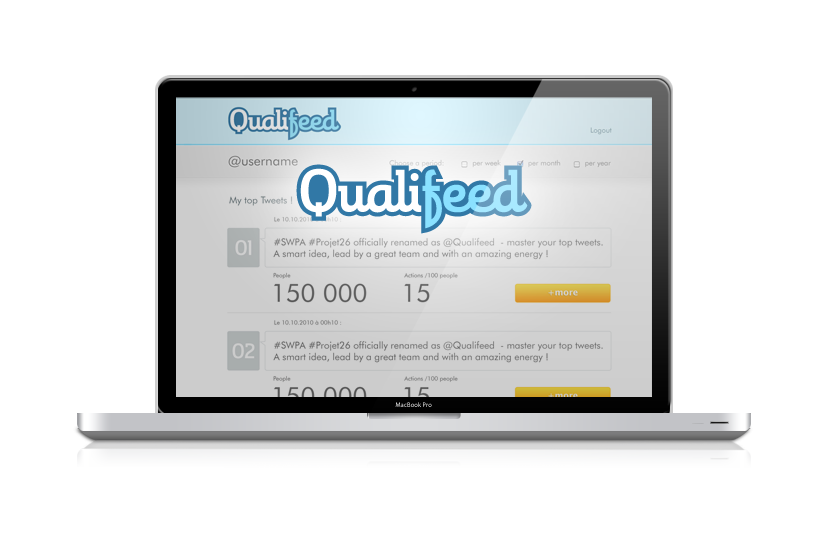 Qualifeed
Logout
@username
Choose a period: per week per month per year
Qualifeed
My top Tweets !
Le 10.10.2010 à 00h10 :
01
#SWPA #Projet26 officially renamed as @Qualifeed - master your top tweets.
A smart idea, lead by a great team and with an amazing energy !
People
Actions /100 people
150 000
15
+more
Le 10.10.2010 à 00h10 :
02
#SWPA #Projet26 officially renamed as @Qualifeed - master your top tweets.
A smart idea, lead by a great team and with an amazing energy !
People
Actions /100 people
150 000
15
+more
MacBook Pro